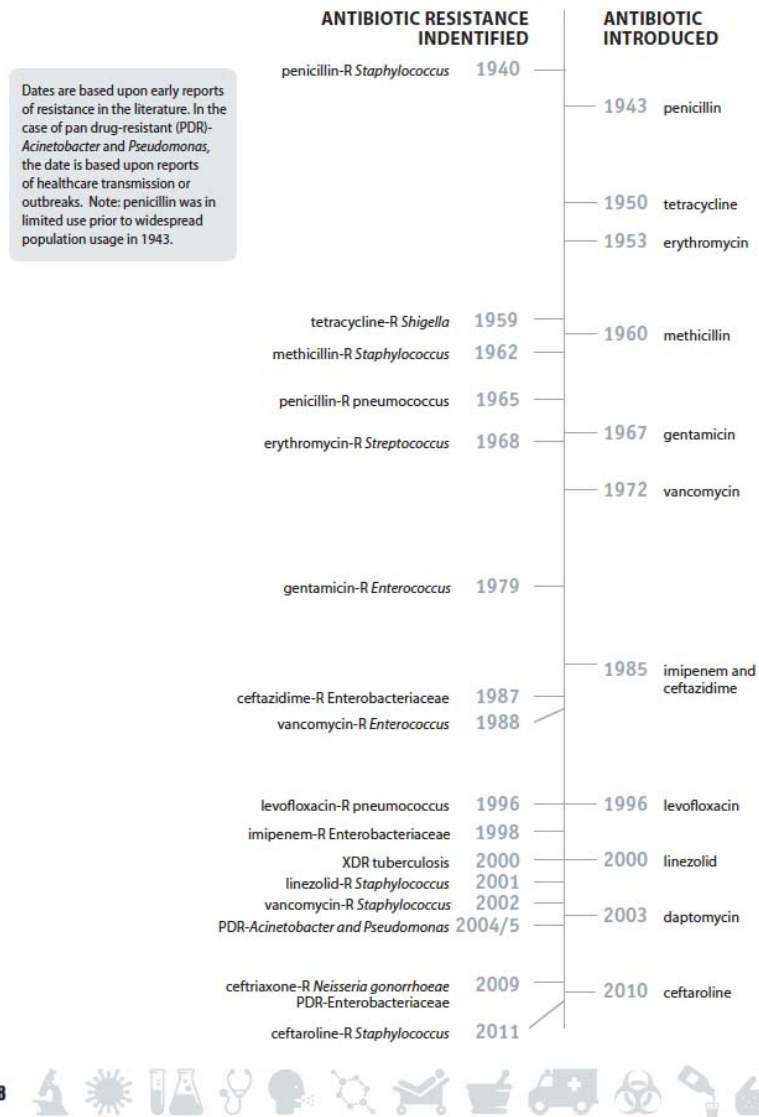 ANTIBIOTIC RESISTANCE
INDENTIFIED
ANTIBIOTIC
INTRODUCED
Dates are based upon early reports
of resistance in the literature. In the
case of pan drug-resistant (PDR)-
Acinetobacter and Pseudomonas,
the date is based upon reports
of healthcare transmission or
outbreaks. Note: penicillin was in
limited use prior to widespread
population usage in 1943.
penicillin-R Staphylococcus 1940
1943 penicillin
1950 tetracycline
1953 erythromycin
tetracycline-R Shigella 1959
1960 methicillin
methicillin-R Staphylococcus 1962
penicillin-R pneumococcus 1965
1967 gentamicin
erythromycin-R Streptococcus 1968
1972 vancomycin
gentamicin-R Enterococcus 1979
1985 imipenem and
ceftazidime
ceftazidime-R Enterobacteriaceae 1987
vancomycin-R Enterococcus 1988
levofloxacin-R pneumococcus 1996
1996 levofloxacin
imipenem-R Enterobacteriaceae 1998
XDR tuberculosis 2000
2000 linezolid
linezolid-R Staphylococcus 2001
vancomycin-R Staphylococcus 2002
2003 daptomycin
PDR-Acinetobacter and Pseudomonas 2004/5
ceftriaxone-R Neisseria gonorrhoeae 2009
PDR-Enterobacteriaceae
2010 ceftaroline
ceftaroline-R Staphylococcus 2011